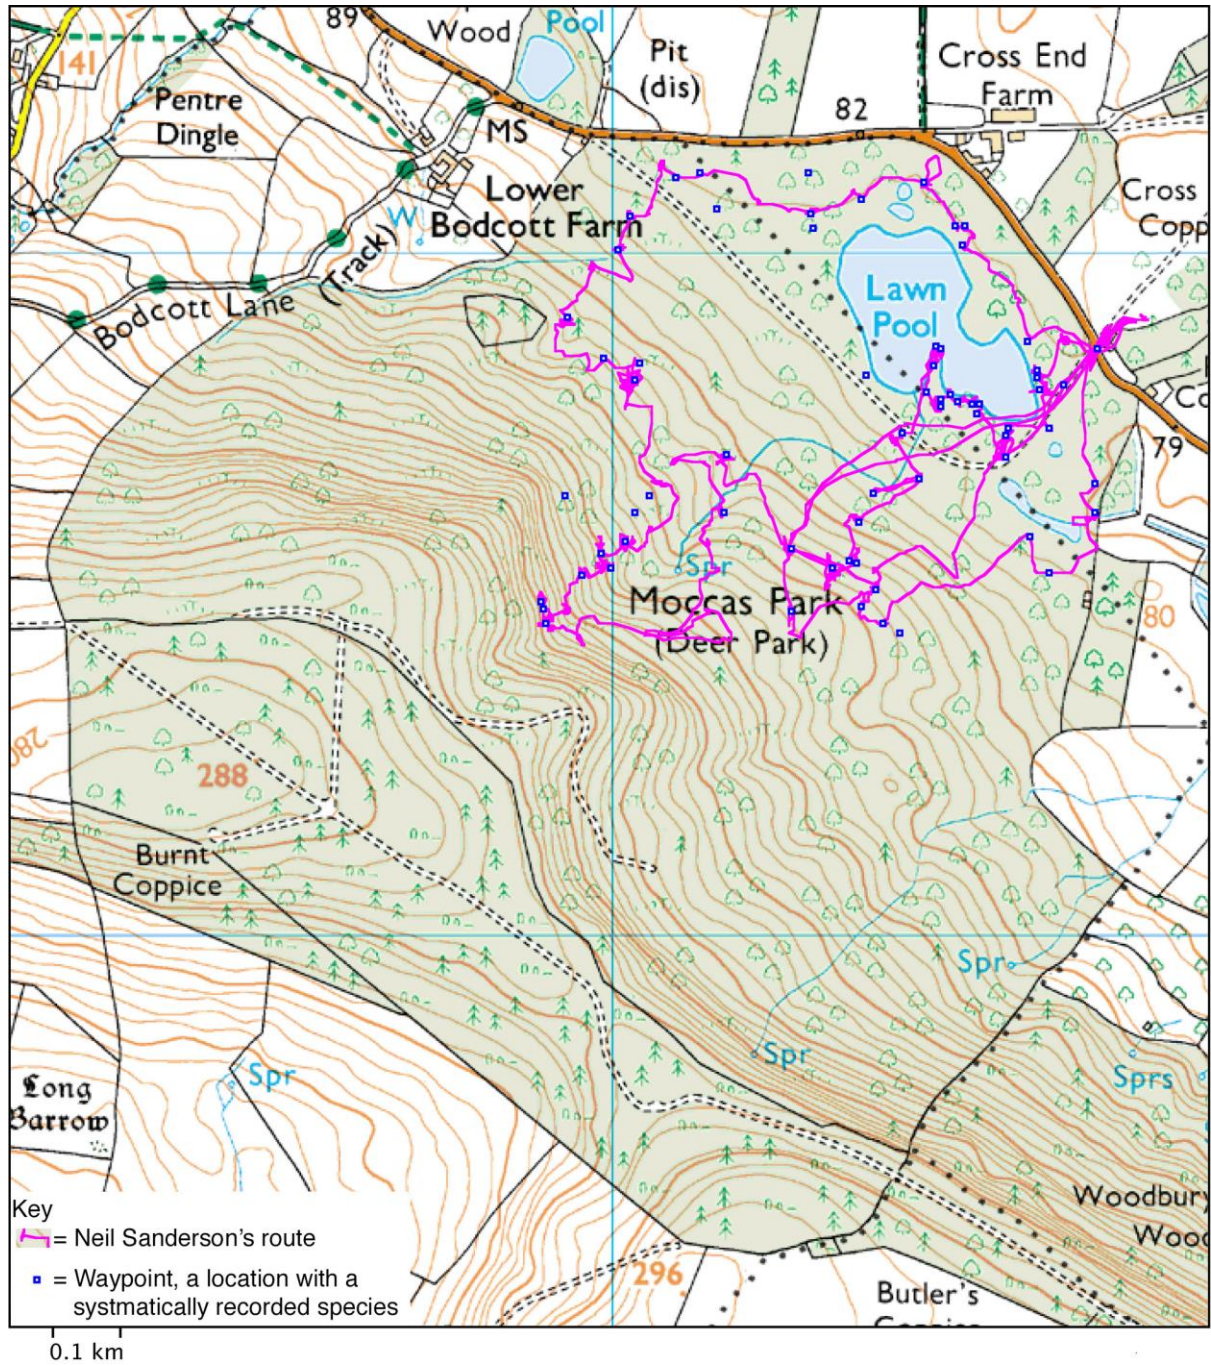 89
Wood
Pool
141
Pit
(dis)
Cross End
Farm
Pentre
Dingle
82
MS
Lower
Bodcott Farm
W
Cross
Copp
(Track)
Bodcott Lane
Lawn
Pool
Co
79
Spr
Moccas Park
(Deer Park)
80
280
288
Burnt
Coppice
Spr
Spr
Spr
Sprs
Long
Barrow
Woodbury
Wood
Key
= Neil Sanderson's route
= Waypoint, a location with a
systmatically recorded species
296
Butler's
0.1 km